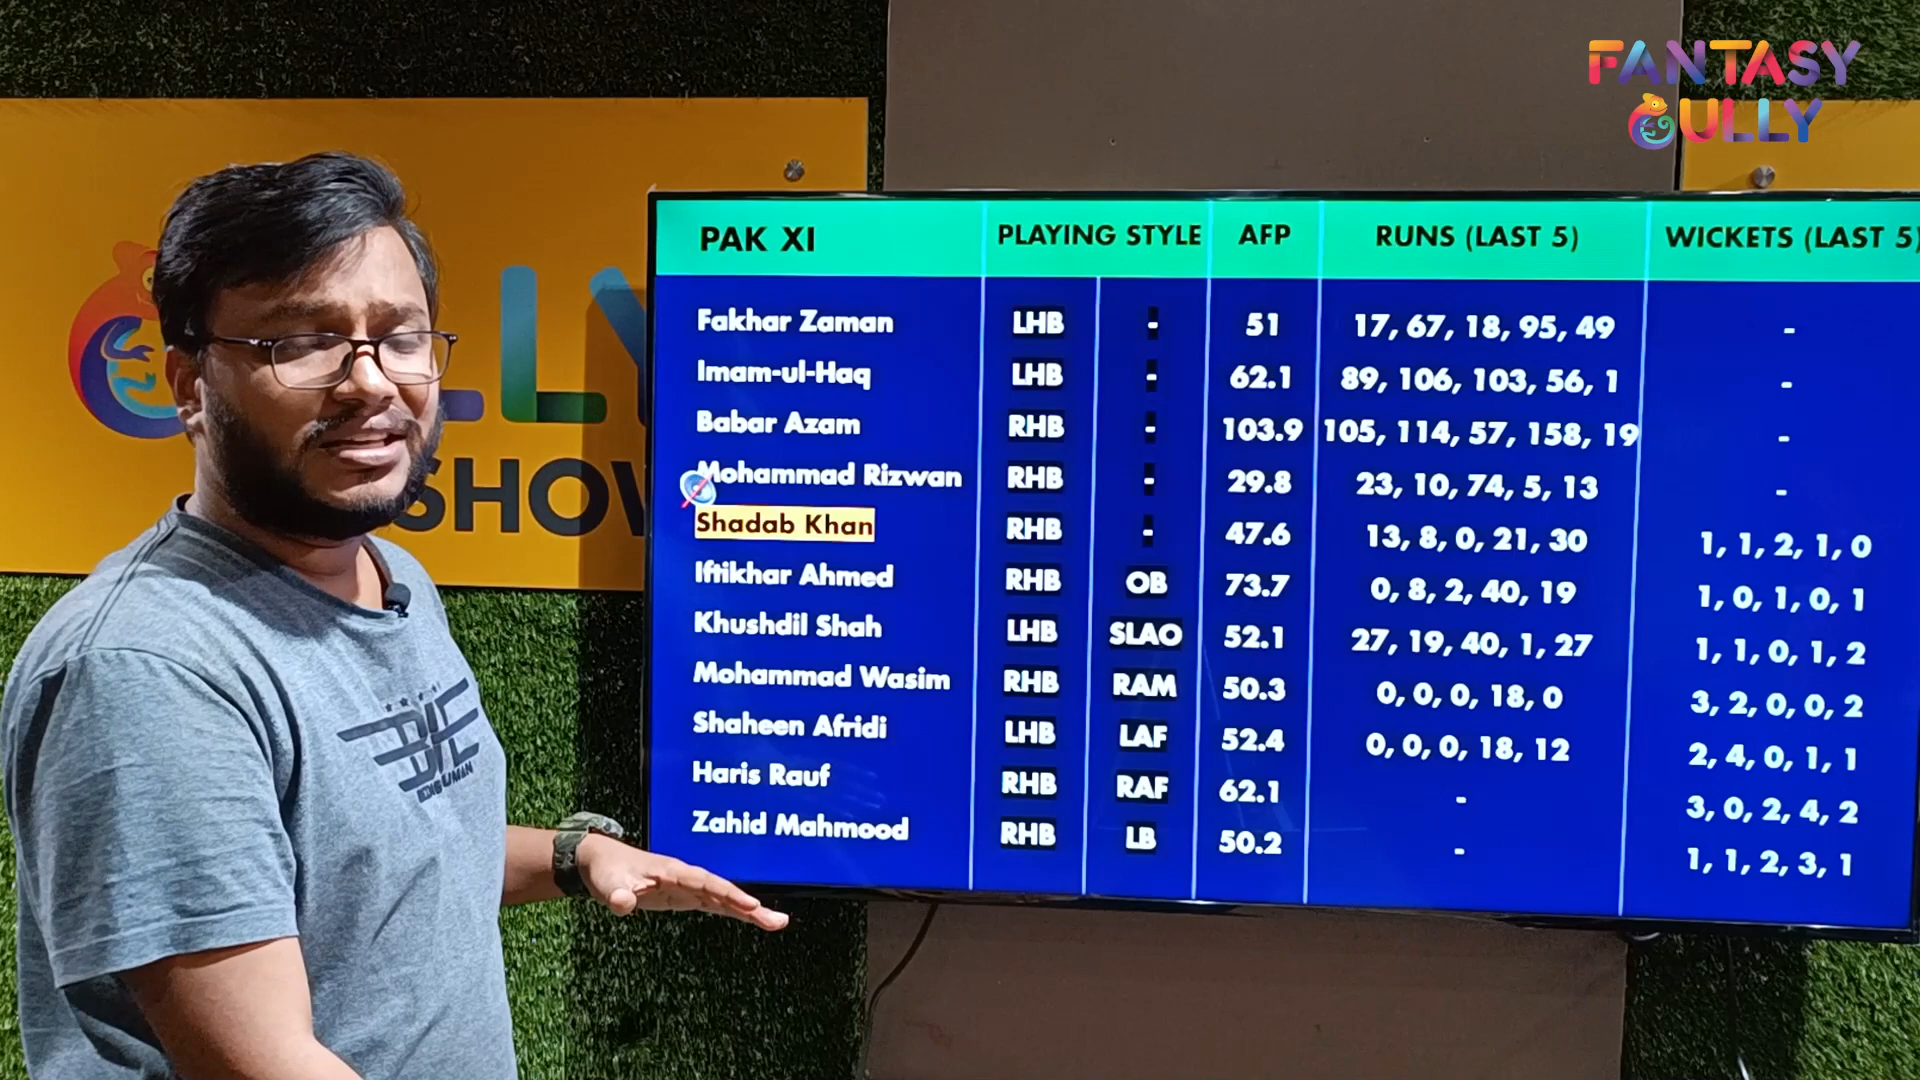 FANTASY
GULLY
LLY
SHOW
PAK XI PLAYING STYLE AFP RUNS (LAST 5) WICKETS (LAST 5)
Fakhar Zaman LHB - 51 17, 67, 18, 95, 49 -
Imam-ul-Haq LHB - 62.1 89, 106, 103, 56, 1 -
Babar Azam RHB - 103.9 105, 114, 57, 158, 19 -
Mohammad Rizwan RHB - 29.8 23, 10, 74, 5, 13 -
Shadab Khan RHB - 47.6 13, 8, 0, 21, 30 1, 1, 2, 1, 0
Iftikhar Ahmed RHB OB 73.7 0, 8, 2, 40, 19 1, 0, 1, 0, 1
Khushdil Shah LHB SLAO 52.1 27, 19, 40, 1, 27 1, 1, 0, 1, 2
Mohammad Wasim RHB RAM 50.3 0, 0, 0, 18, 0 3, 2, 0, 0, 2
Shaheen Afridi LHB LAF 52.4 0, 0, 0, 18, 12 2, 4, 0, 1, 1
Haris Rauf RHB RAF 62.1 - 3, 0, 2, 4, 2
Zahid Mahmood RHB LB 50.2 - 1, 1, 2, 3, 1